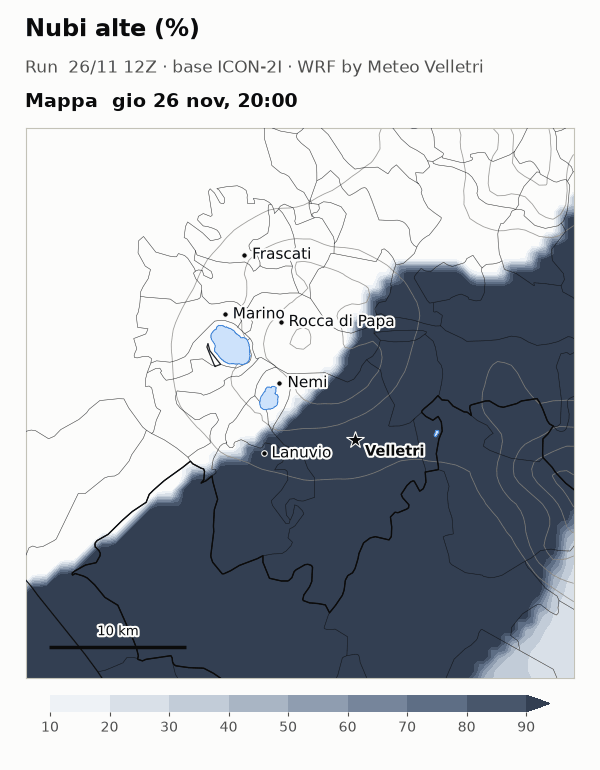 Nubi alte (%)
Run  26/11 12Z · base ICON-2I · WRF by Meteo Velletri
Mappa  gio 26 nov, 20:00
Frascati
Marino
Rocca di Papa
Nemi
Lanuvio
Velletri
10 km
10 20 30 40 50 60 70 80 90